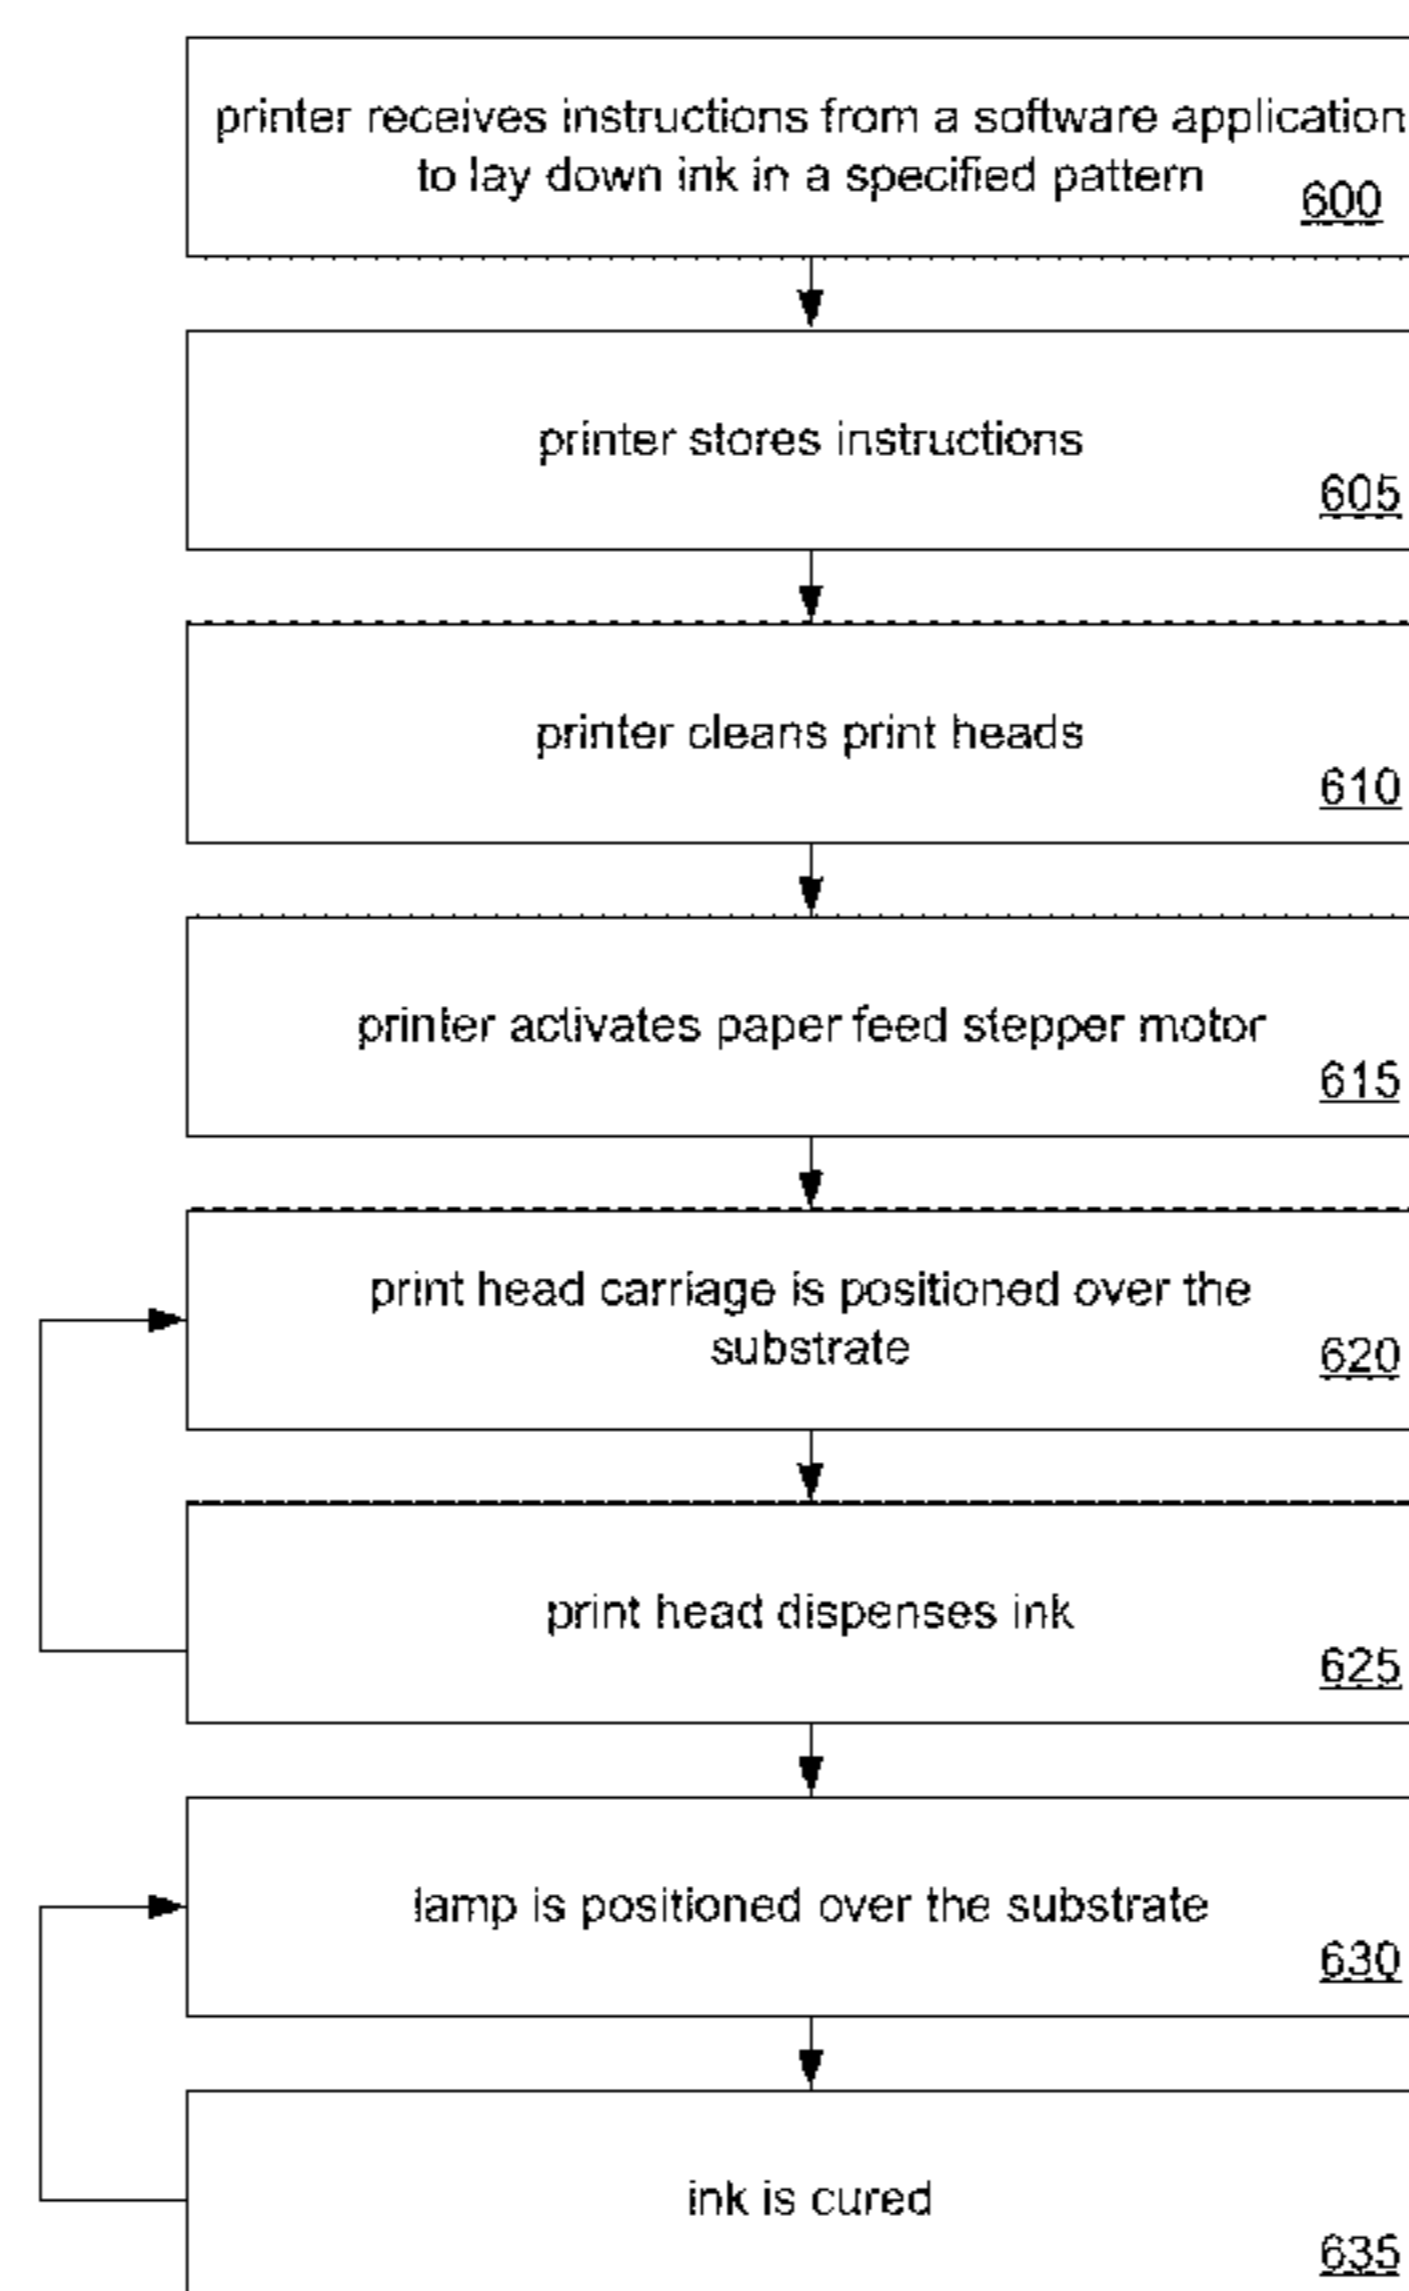 printer receives instructions from a software application
to lay down ink in a specified pattern
600
printer stores instructions
605
printer cleans print heads
610
printer activates paper feed stepper motor
615
print head carriage is positioned over the
substrate
620
print head dispenses ink
625
lamp is positioned over the substrate
630
ink is cured
635